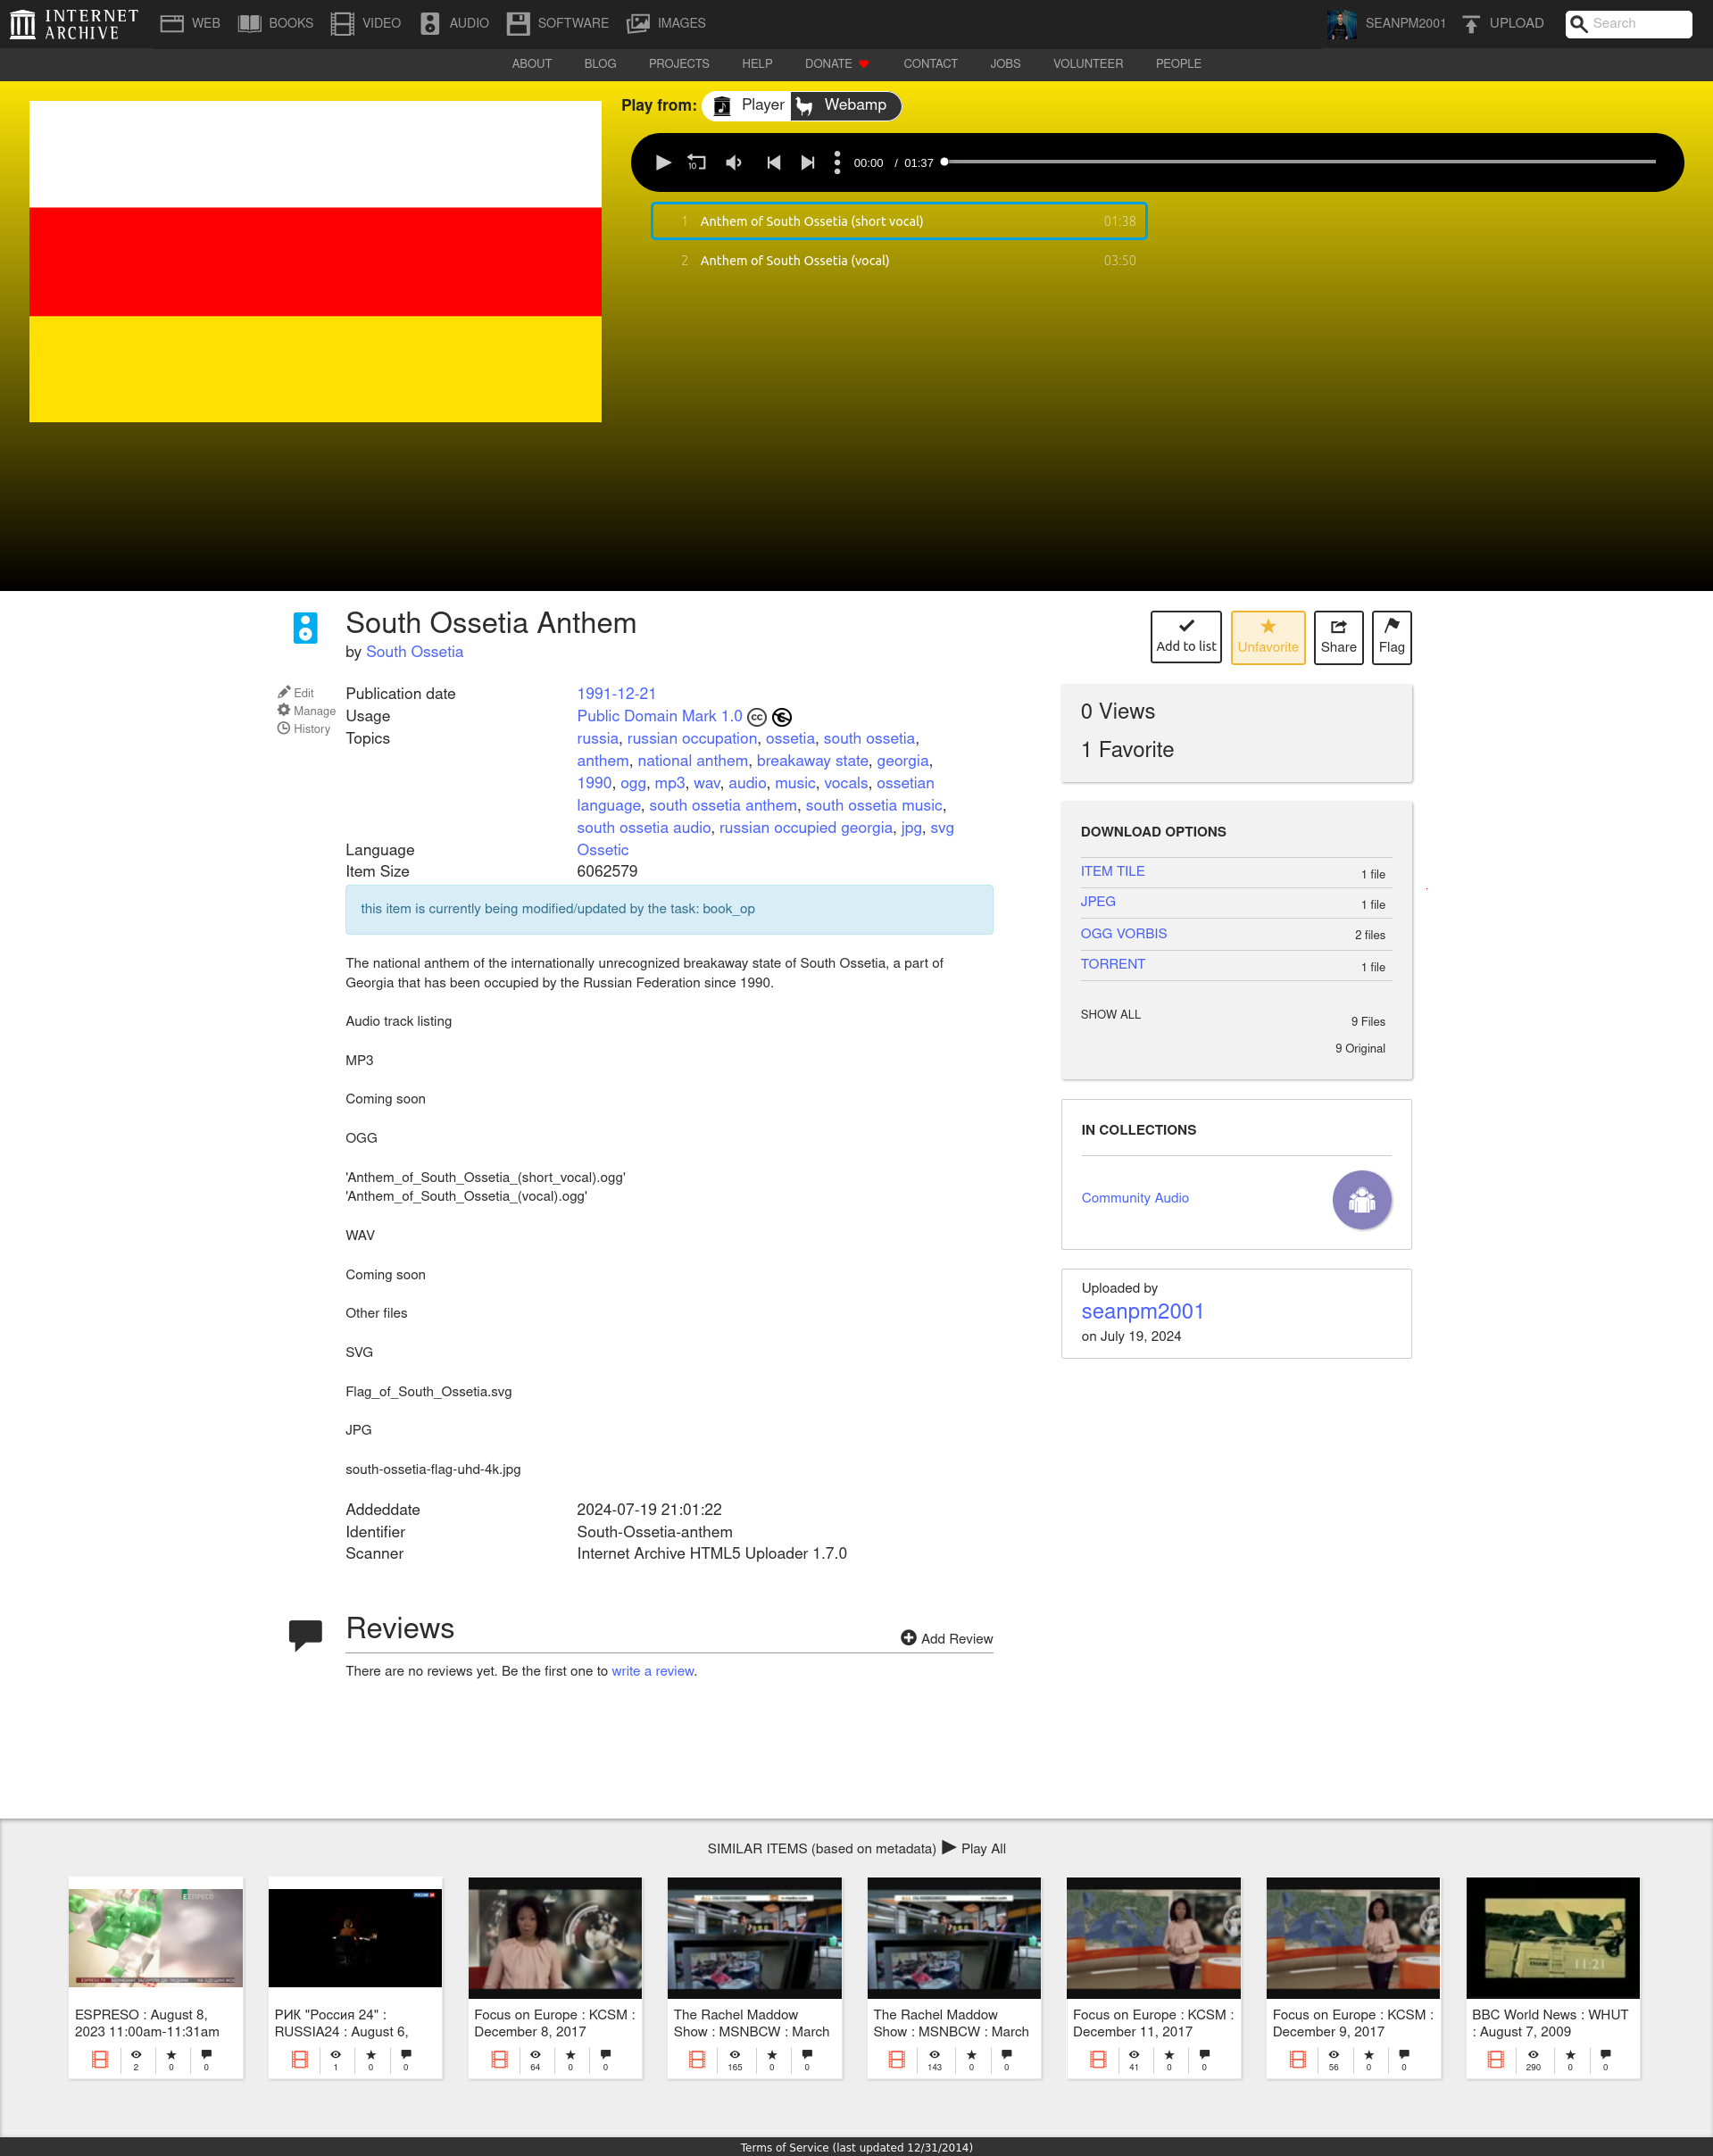 INTERNET
ARCHIVE
WEB
BOOKS
VIDEO
AUDIO
SOFTWARE
IMAGES
SEANPM2001
UPLOAD
Search
ABOUT
BLOG
PROJECTS
HELP
DONATE
CONTACT
JOBS
VOLUNTEER
PEOPLE
Play from:
Player
Webamp
10
00:00 / 01:37
1 Anthem of South Ossetia (short vocal) 01:38
2 Anthem of South Ossetia (vocal) 03:50
South Ossetia Anthem
by South Ossetia
Add to list
Unfavorite
Share
Flag
Edit
Manage
History
Publication date 1991-12-21
Usage Public Domain Mark 1.0
Topics russia, russian occupation, ossetia, south ossetia,
anthem, national anthem, breakaway state, georgia,
1990, ogg, mp3, wav, audio, music, vocals, ossetian
language, south ossetia anthem, south ossetia music,
south ossetia audio, russian occupied georgia, jpg, svg
Language Ossetic
Item Size 6062579
this item is currently being modified/updated by the task: book_op
The national anthem of the internationally unrecognized breakaway state of South Ossetia, a part of
Georgia that has been occupied by the Russian Federation since 1990.
Audio track listing
MP3
Coming soon
OGG
'Anthem_of_South_Ossetia_(short_vocal).ogg'
'Anthem_of_South_Ossetia_(vocal).ogg'
WAV
Coming soon
Other files
SVG
Flag_of_South_Ossetia.svg
JPG
south-ossetia-flag-uhd-4k.jpg
Addeddate 2024-07-19 21:01:22
Identifier South-Ossetia-anthem
Scanner Internet Archive HTML5 Uploader 1.7.0
0 Views
1 Favorite
DOWNLOAD OPTIONS
ITEM TILE 1 file
JPEG 1 file
OGG VORBIS 2 files
TORRENT 1 file
SHOW ALL 9 Files
9 Original
IN COLLECTIONS
Community Audio
Uploaded by
seanpm2001
on July 19, 2024
Reviews
Add Review
There are no reviews yet. Be the first one to write a review.
SIMILAR ITEMS (based on metadata) Play All
ESPRESO : August 8,
2023 11:00am-11:31am
2 0 0
РИК "Россия 24" :
RUSSIA24 : August 6,
1 0 0
Focus on Europe : KCSM :
December 8, 2017
64 0 0
The Rachel Maddow
Show : MSNBCW : March
165 0 0
The Rachel Maddow
Show : MSNBCW : March
143 0 0
Focus on Europe : KCSM :
December 11, 2017
41 0 0
Focus on Europe : KCSM :
December 9, 2017
56 0 0
11:21
BBC World News : WHUT
: August 7, 2009
290 0 0
Terms of Service (last updated 12/31/2014)